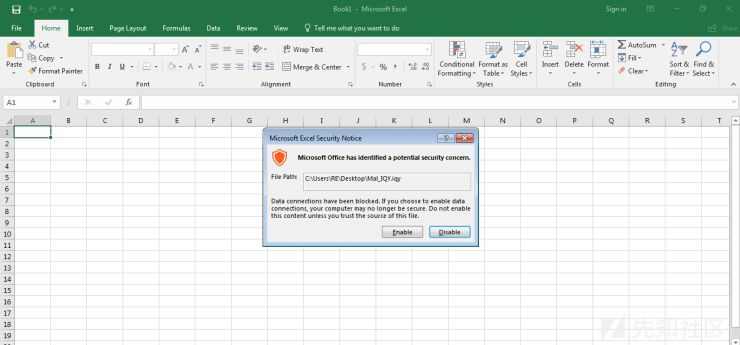 Book1 - Microsoft Excel
Sign in
File
Home
Insert
Page Layout
Formulas
Data
Review
View
Tell me what you want to do
Share
Paste
Cut
Copy
Format Painter
Clipboard
B I U
Font
Wrap Text
Merge & Center
Alignment
$ % ,
Number
Conditional Formatting
Format as Table
Cell Styles
Styles
Insert
Delete
Format
Cells
AutoSum
Fill
Clear
Sort & Filter
Find & Select
Editing
A1
fx
A B C D E F G H I J K L M N O P Q R S T
1
2
3
4
5
6
7
8
9
10
11
12
13
14
15
16
17
18
19
Microsoft Excel Security Notice
Microsoft Office has identified a potential security concern.
File Path:
C:\Users\RE\Desktop\Mal_IQY.iqy
Data connections have been blocked. If you choose to enable data
connections, your computer may no longer be secure. Do not enable
this content unless you trust the source of this file.
Enable
Disable
先知社区